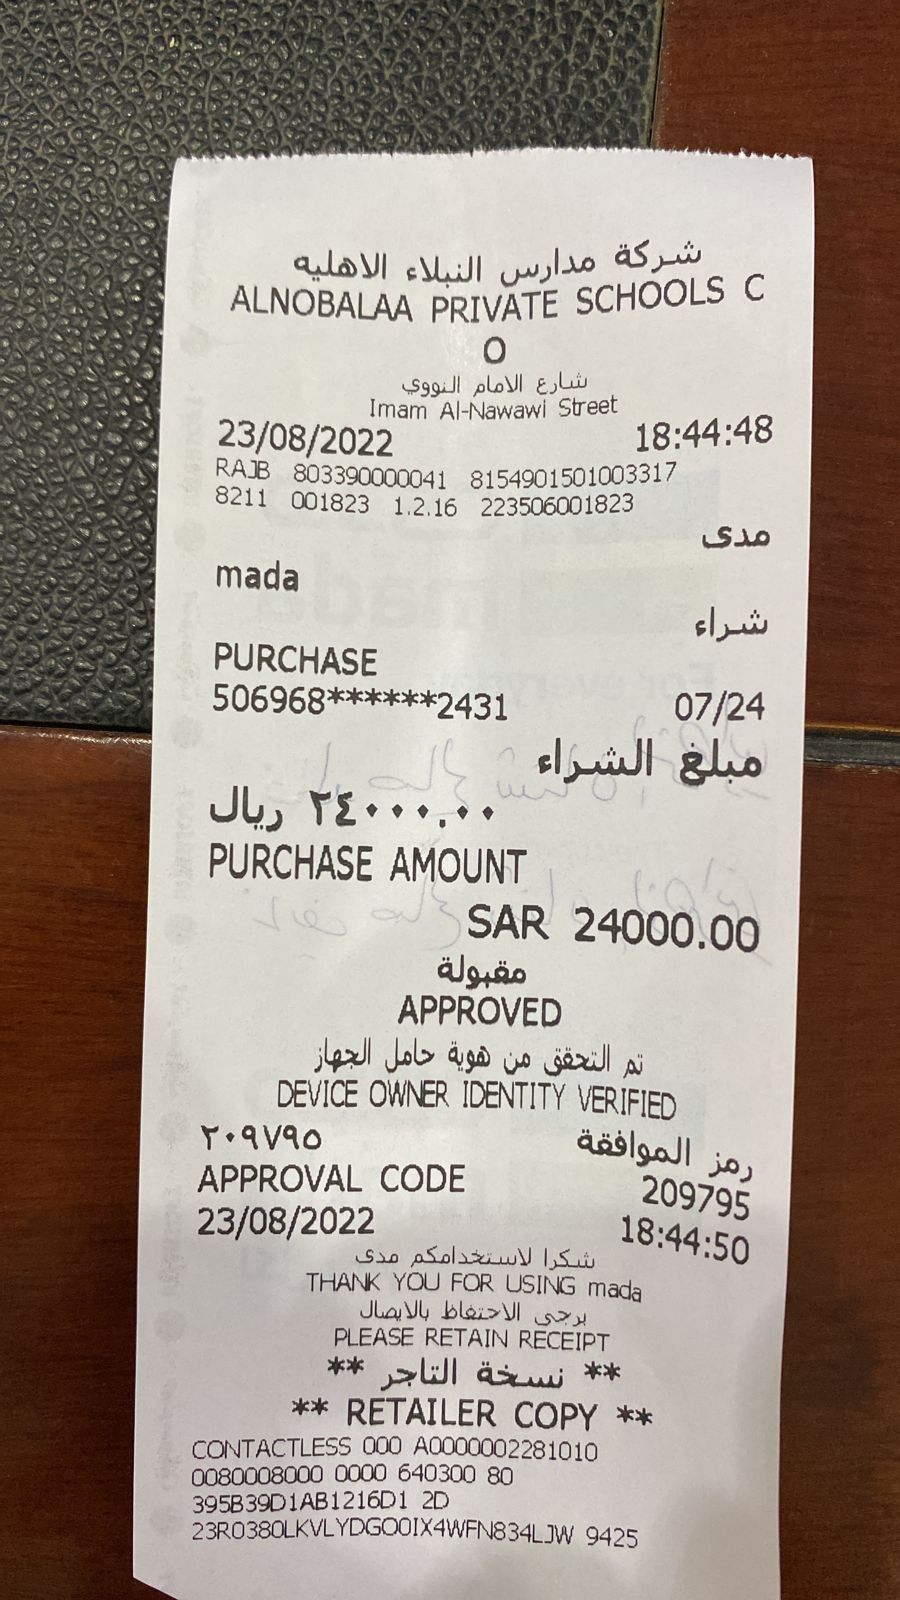 شركة مدارس النبلاء الاهليه
ALNOBALAA PRIVATE SCHOOLS C
O
شارع الامام النووي
Imam Al-Nawawi Street
23/08/2022 18:44:48
RAJB 803390000041 8154901501003317
8211 001823 1.2.16 223506001823
مدى
mada
شراء
PURCHASE
506968******2431 07/24
مبلغ الشراء
٢٤٠٠٠.٠٠ ريال
PURCHASE AMOUNT
SAR 24000.00
مقبولة
APPROVED
تم التحقق من هوية حامل الجهاز
DEVICE OWNER IDENTITY VERIFIED
رمز الموافقة ٢٠٩٧٩٥
APPROVAL CODE 209795
23/08/2022 18:44:50
شكرا لاستخدامكم مدى
THANK YOU FOR USING mada
يرجى الاحتفاظ بالايصال
PLEASE RETAIN RECEIPT
** نسخة التاجر **
** RETAILER COPY **
CONTACTLESS 000 A0000002281010
0080008000 0000 640300 80
395B39D1AB1216D1 2D
23R0380LKVLYDGO0IX4WFN834LJW 9425